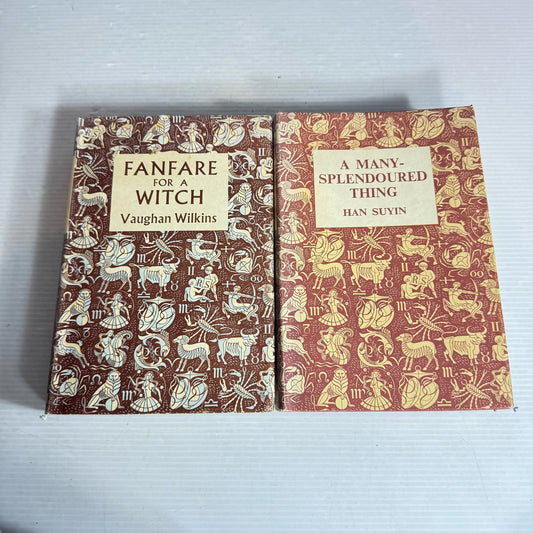 FANFARE
FOR A
WITCH
Vaughan Wilkins
A MANY-
SPLENDOURED
THING
HAN SUYIN